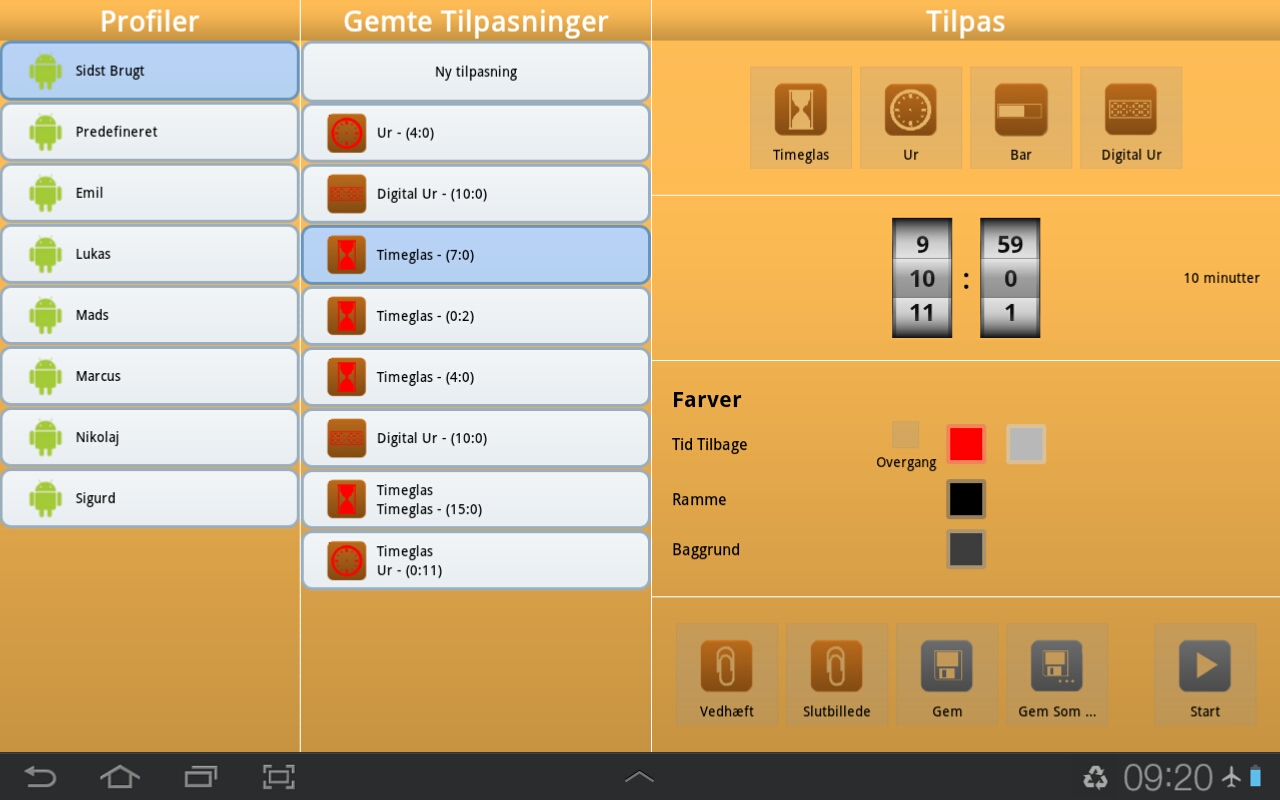 Profiler
Gemte Tilpasninger
Tilpas
Sidst Brugt
Predefineret
Emil
Lukas
Mads
Marcus
Nikolaj
Sigurd
Ny tilpasning
Ur - (4:0)
Digital Ur - (10:0)
Timeglas - (7:0)
Timeglas - (0:2)
Timeglas - (4:0)
Digital Ur - (10:0)
Timeglas
Timeglas - (15:0)
Timeglas
Ur - (0:11)
Timeglas
Ur
Bar
Digital Ur
9
59
10 : 0
11
1
10 minutter
Farver
Tid Tilbage
Overgang
Ramme
Baggrund
Vedhæft
Slutbillede
Gem
Gem Som ...
Start
09:20